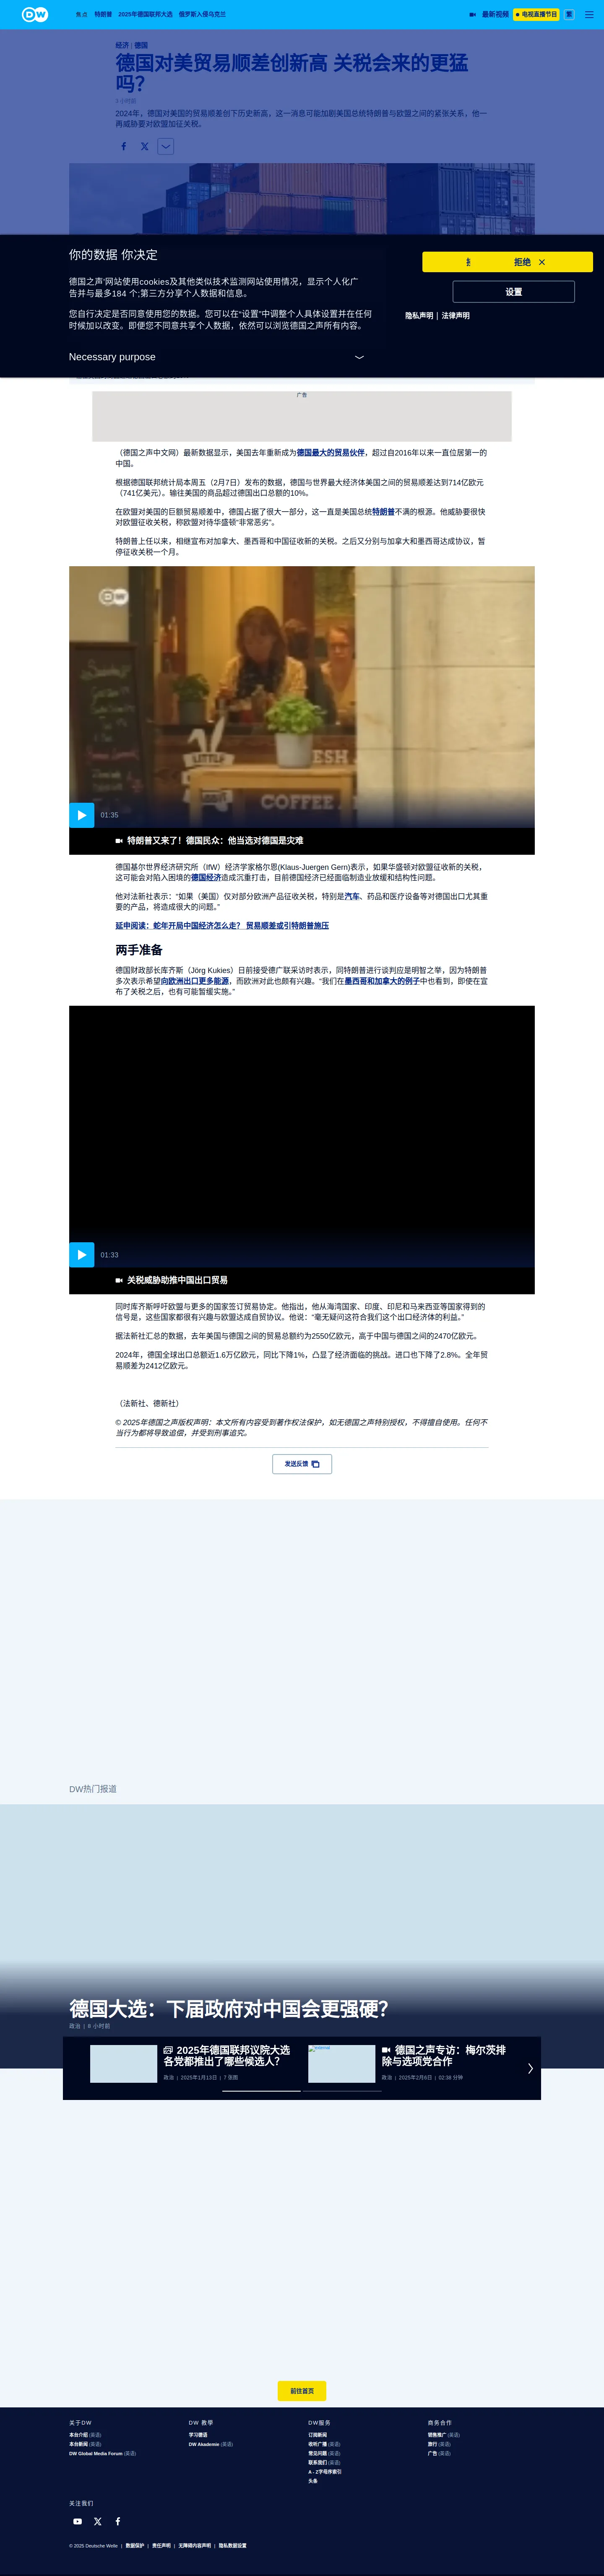 DW
焦点 特朗普 2025年德国联邦大选 俄罗斯入侵乌克兰
最新视频 电视直播节目 繁
经济 | 德国
德国对美贸易顺差创新高 关税会来的更猛
吗？
3 小时前
2024年，德国对美国的贸易顺差创下历史新高，这一消息可能加剧美国总统特朗普与欧盟之间的紧张关系，他一
再威胁要对欧盟加征关税。
你的数据 你决定
德国之声'网站使用cookies及其他类似技术监测网站使用情况，显示个人化广
告并与最多184 个;第三方分享个人数据和信息。
您自行决定是否同意使用您的数据。您可以在"设置"中调整个人具体设置并在任何
时候加以改变。即便您不同意共享个人数据，依然可以浏览德国之声所有内容。
Necessary purpose
拒绝
设置
隐私声明 | 法律声明
广告
（德国之声中文网）最新数据显示，美国去年重新成为德国最大的贸易伙伴，超过自2016年以来一直位居第一的
中国。
根据德国联邦统计局本周五（2月7日）发布的数据，德国与世界最大经济体美国之间的贸易顺差达到714亿欧元
（741亿美元）。输往美国的商品超过德国出口总额的10%。
在欧盟对美国的巨额贸易顺差中，德国占据了很大一部分，这一直是美国总统特朗普不满的根源。他威胁要很快
对欧盟征收关税，称欧盟对待华盛顿"非常恶劣"。
特朗普上任以来，相继宣布对加拿大、墨西哥和中国征收新的关税。之后又分别与加拿大和墨西哥达成协议，暂
停征收关税一个月。
DW
LITTLE
FRESH
COFFEE
01:35
特朗普又来了！德国民众：他当选对德国是灾难
德国基尔世界经济研究所（IfW）经济学家格尔恩(Klaus-Juergen Gern)表示，如果华盛顿对欧盟征收新的关税，
这可能会对陷入困境的德国经济造成沉重打击，目前德国经济已经面临制造业放缓和结构性问题。
他对法新社表示："如果（美国）仅对部分欧洲产品征收关税，特别是汽车、药品和医疗设备等对德国出口尤其重
要的产品，将造成很大的问题。"
延申阅读：蛇年开局中国经济怎么走？ 贸易顺差或引特朗普施压
两手准备
德国财政部长库齐斯（Jörg Kukies）日前接受德广联采访时表示，同特朗普进行谈判应是明智之举，因为特朗普
多次表示希望向欧洲出口更多能源，而欧洲对此也颇有兴趣。"我们在墨西哥和加拿大的例子中也看到，即使在宣
布了关税之后，也有可能暂缓实施。"
01:33
关税威胁助推中国出口贸易
同时库齐斯呼吁欧盟与更多的国家签订贸易协定。他指出，他从海湾国家、印度、印尼和马来西亚等国家得到的
信号是，这些国家都很有兴趣与欧盟达成自贸协议。他说："毫无疑问这符合我们这个出口经济体的利益。"
据法新社汇总的数据，去年美国与德国之间的贸易总额约为2550亿欧元，高于中国与德国之间的2470亿欧元。
2024年，德国全球出口总额近1.6万亿欧元，同比下降1%，凸显了经济面临的挑战。进口也下降了2.8%。全年贸
易顺差为2412亿欧元。
（法新社、德新社）
© 2025年德国之声版权声明：本文所有内容受到著作权法保护，如无德国之声特别授权，不得擅自使用。任何不
当行为都将导致追偿，并受到刑事追究。
发送反馈
DW热门报道
德国大选：下届政府对中国会更强硬？
政治 | 8 小时前
2025年德国联邦议院大选
各党都推出了哪些候选人？
政治 | 2025年1月13日 | 7 张图
德国之声专访：梅尔茨排
除与选项党合作
政治 | 2025年2月6日 | 02:38 分钟
前往首页
关于DW
本台介绍 (英语)
本台新闻 (英语)
DW Global Media Forum (英语)
DW 教學
学习德语
DW Akademie (英语)
DW服务
订阅新闻
收听广播 (英语)
常见问题 (英语)
联系我们 (英语)
A - Z字母序索引
头条
商务合作
销售推广 (英语)
旅行 (英语)
广告 (英语)
关注我们
© 2025 Deutsche Welle | 数据保护 | 责任声明 | 无障碍内容声明 | 隐私数据设置